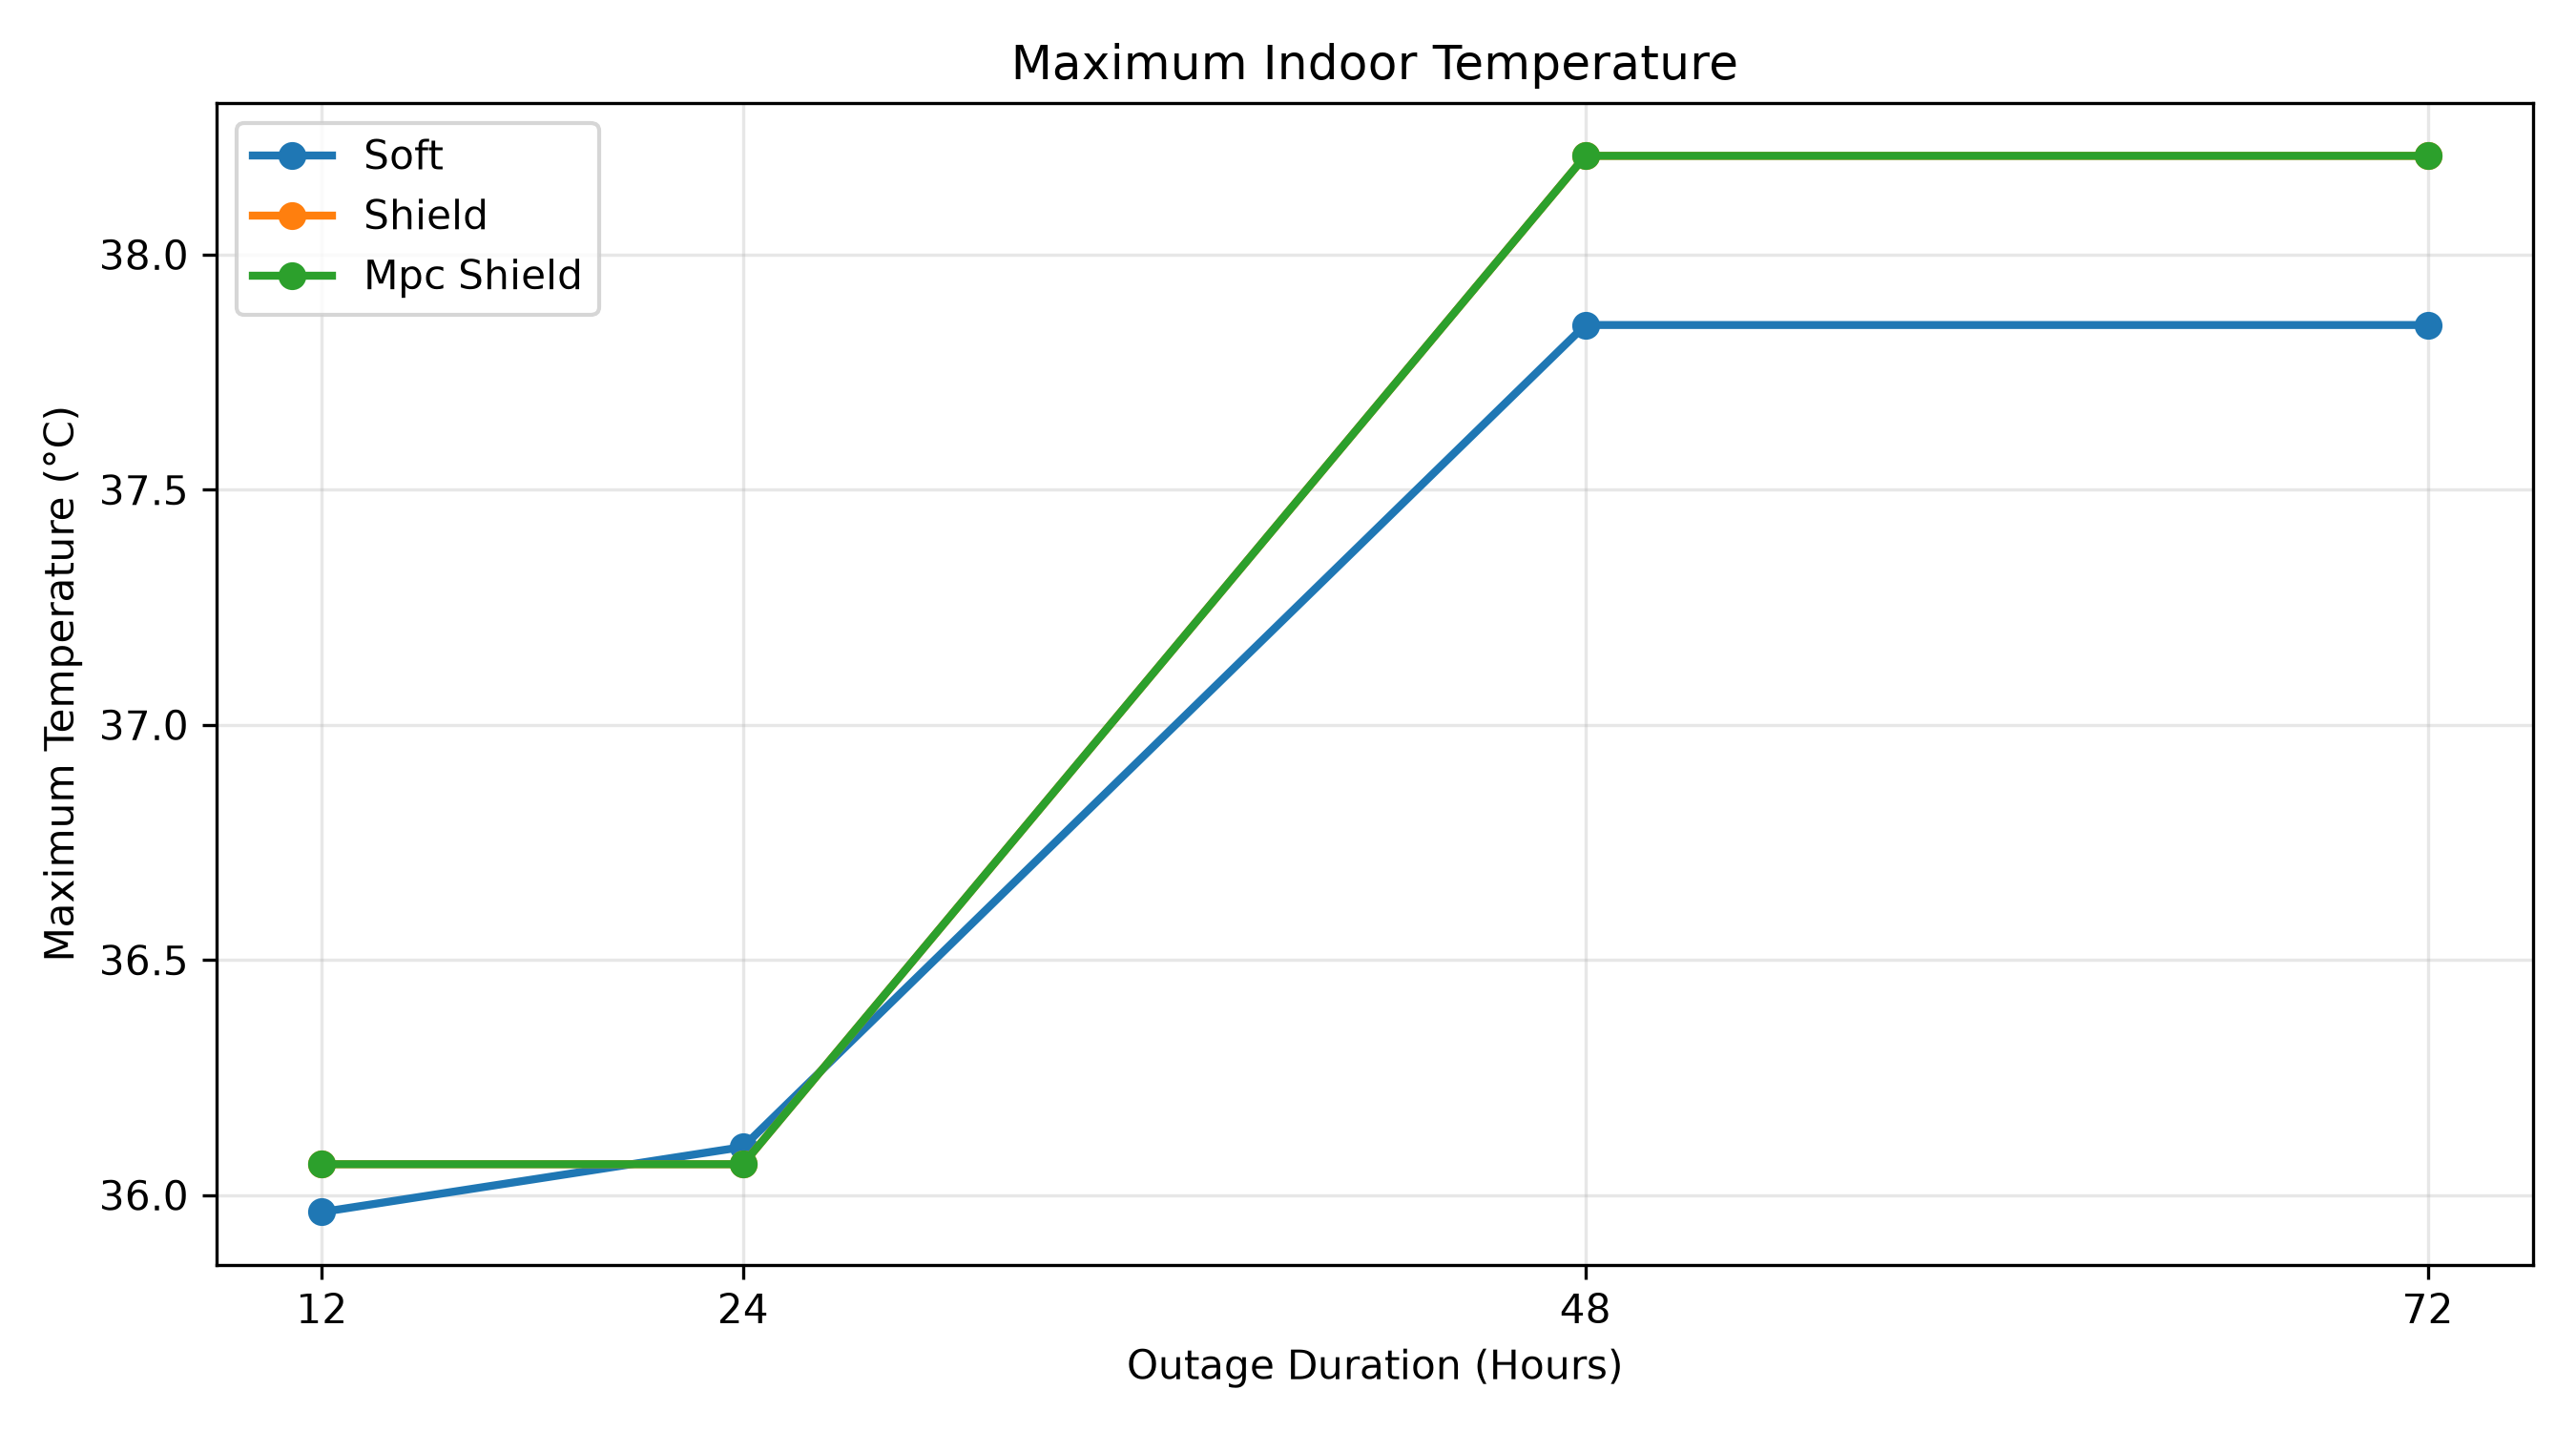 Maximum Indoor Temperature
Soft
Shield
Mpc Shield
38.0
37.5
37.0
36.5
36.0
Maximum Temperature (°C)
12 24 48 72
Outage Duration (Hours)